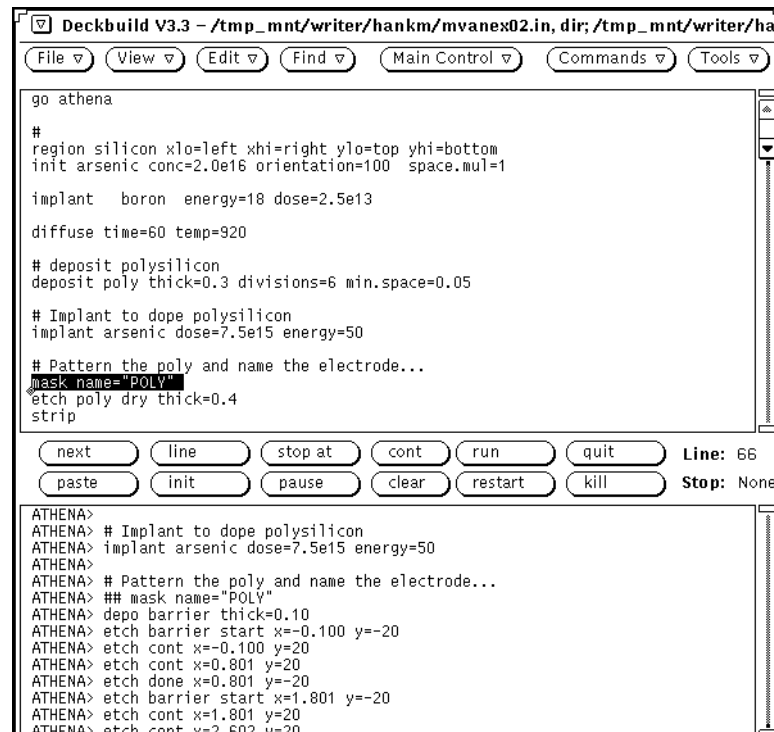 Deckbuild V3.3 – /tmp_mnt/writer/hankm/mvanex02.in, dir; /tmp_mnt/writer/ha
File View Edit Find Main Control Commands Tools
go athena
#
region silicon xlo=left xhi=right ylo=top yhi=bottom
init arsenic conc=2.0e16 orientation=100 space.mul=1
implant boron energy=18 dose=2.5e13
diffuse time=60 temp=920
# deposit polysilicon
deposit poly thick=0.3 divisions=6 min.space=0.05
# Implant to dope polysilicon
implant arsenic dose=7.5e15 energy=50
# Pattern the poly and name the electrode...
mask name="POLY"
etch poly dry thick=0.4
strip
next line stop at cont run quit Line: 66
paste init pause clear restart kill Stop: None
ATHENA>
ATHENA> # Implant to dope polysilicon
ATHENA> implant arsenic dose=7.5e15 energy=50
ATHENA>
ATHENA> # Pattern the poly and name the electrode...
ATHENA> ## mask name="POLY"
ATHENA> depo barrier thick=0.10
ATHENA> etch barrier start x=-0.100 y=-20
ATHENA> etch cont x=-0.100 y=20
ATHENA> etch cont x=0.801 y=20
ATHENA> etch done x=0.801 y=-20
ATHENA> etch barrier start x=1.801 y=-20
ATHENA> etch cont x=1.801 y=20
ATHENA> etch cont x=2.602 y=20